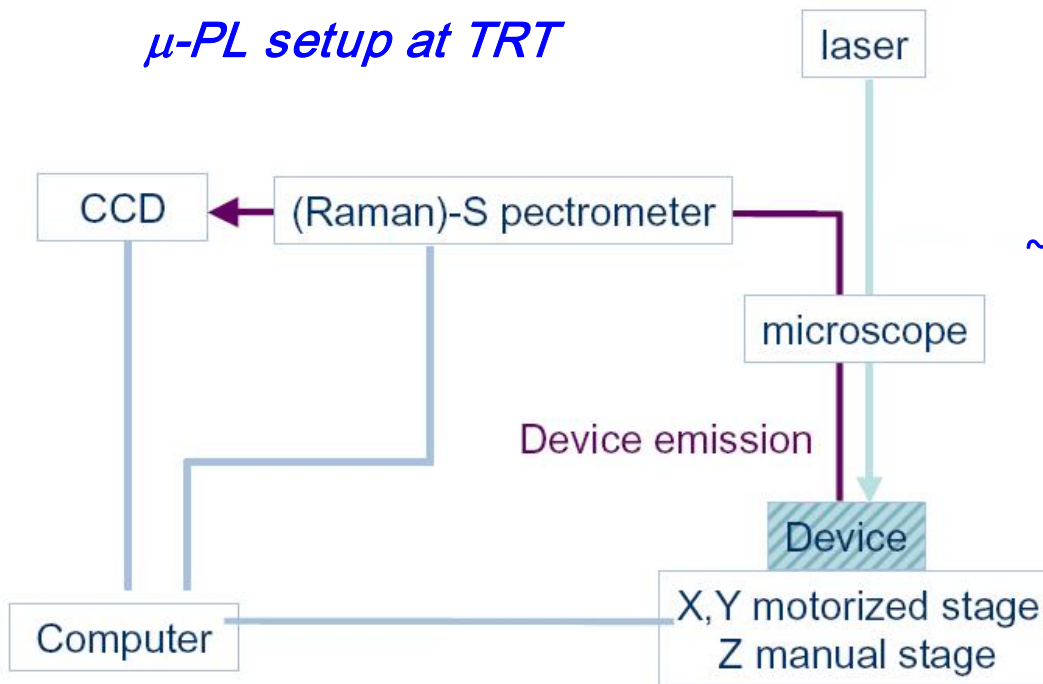 μ-PL setup at TRT
laser
CCD
(Raman)-S pectrometer
~
microscope
Device emission
Device
X,Y motorized stage
Z manual stage
Computer